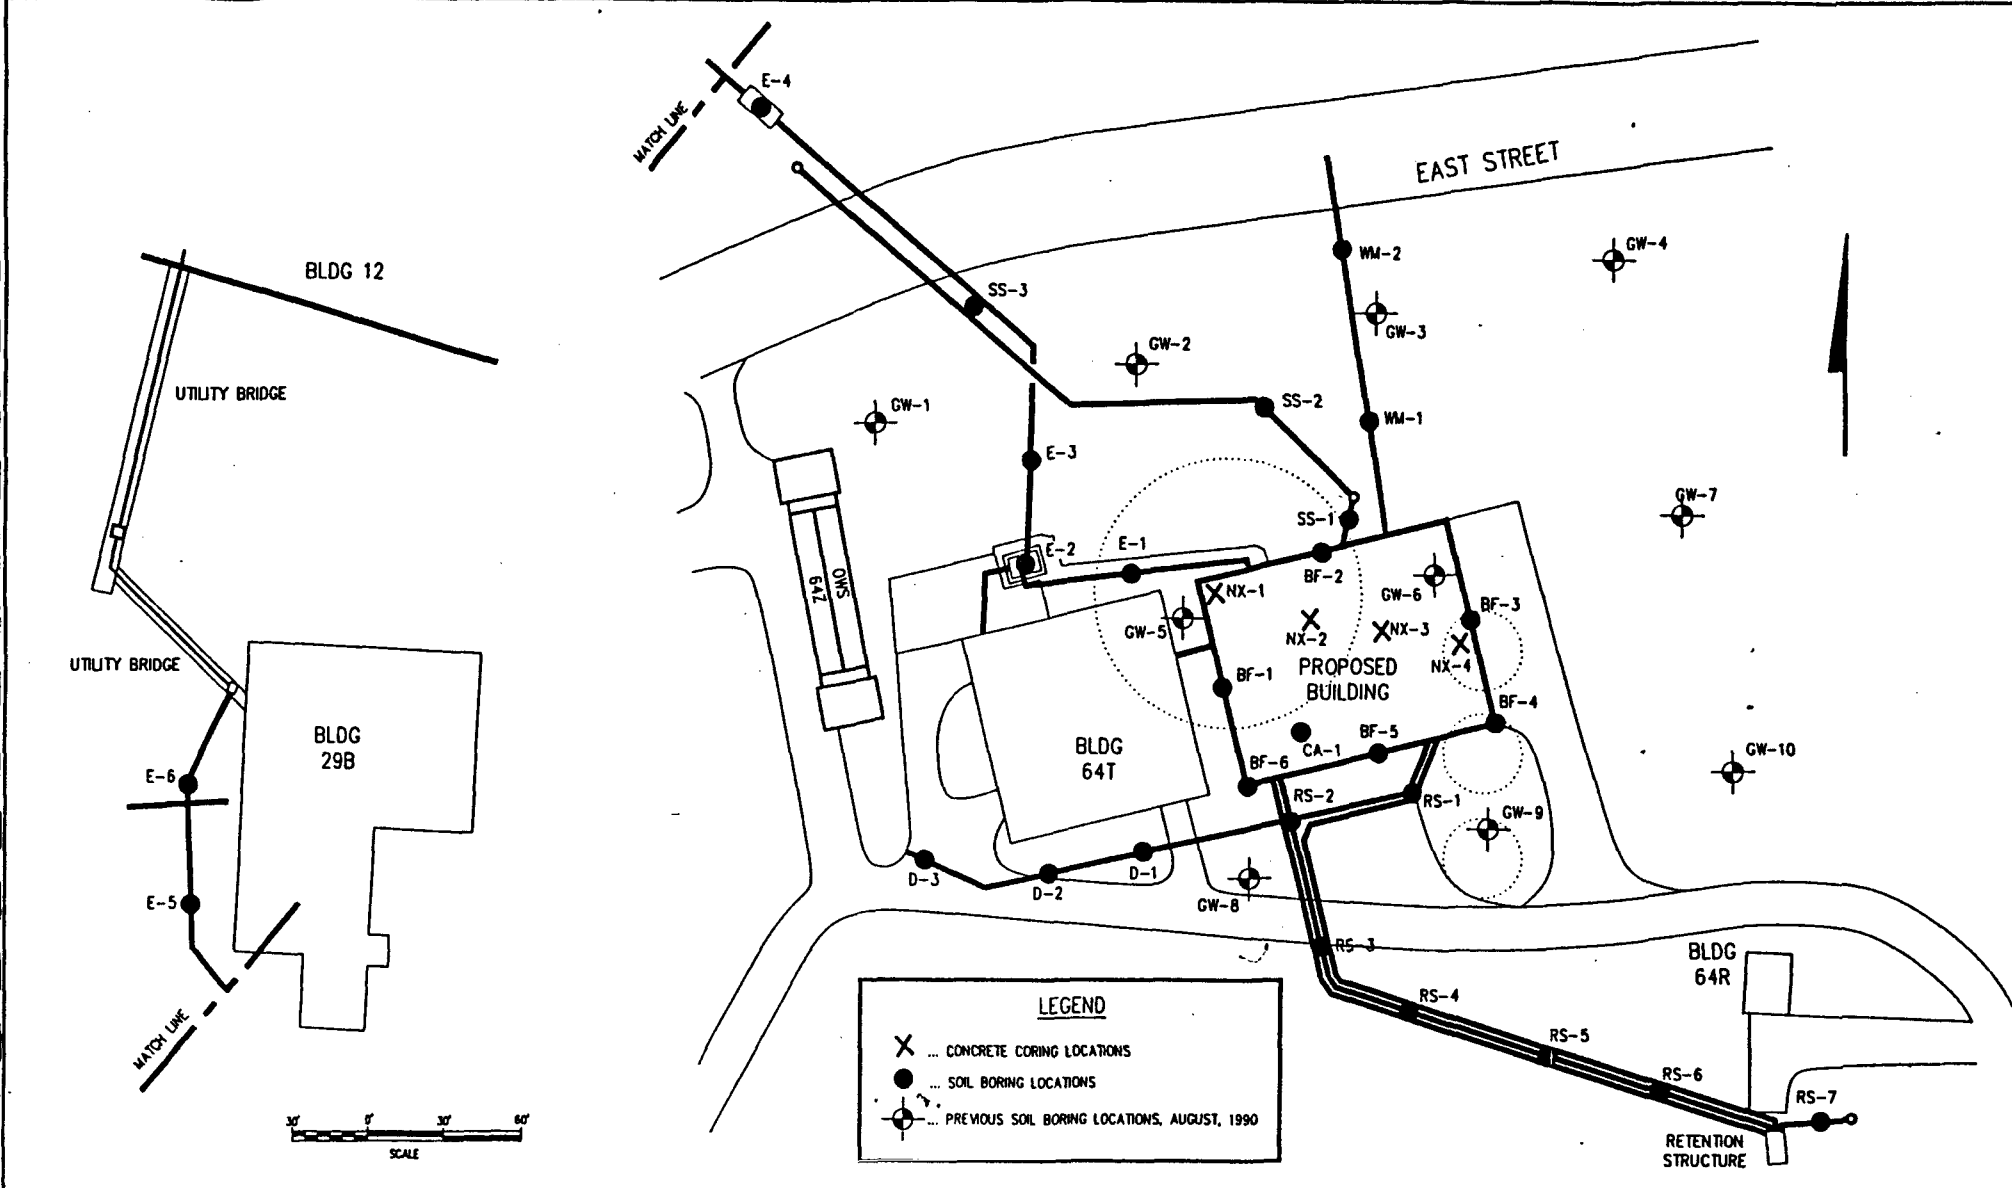 E-4
MATCH LINE
EAST STREET
WM-2
GW-4
BLDG 12
SS-3
GW-3
GW-2
UTILITY BRIDGE
SS-2
GW-1
WM-1
E-3
GW-7
SS-1
E-2
E-1
BF-2
OWS
64Z
GW-6
NX-1
BF-3
GW-5
NX-2
NX-3
NX-4
UTILITY BRIDGE
BF-1
PROPOSED
BUILDING
BF-4
BLDG
29B
BLDG
64T
CA-1
BF-5
GW-10
BF-6
E-6
RS-2
RS-1
GW-9
D-3
D-2
D-1
GW-8
E-5
RS-3
BLDG
64R
MATCH LINE
LEGEND
X ... CONCRETE CORING LOCATIONS
... SOIL BORING LOCATIONS
... PREVIOUS SOIL BORING LOCATIONS, AUGUST, 1990
RS-4
RS-5
RS-6
RS-7
RETENTION
STRUCTURE
30' 0' 30' 60'
SCALE